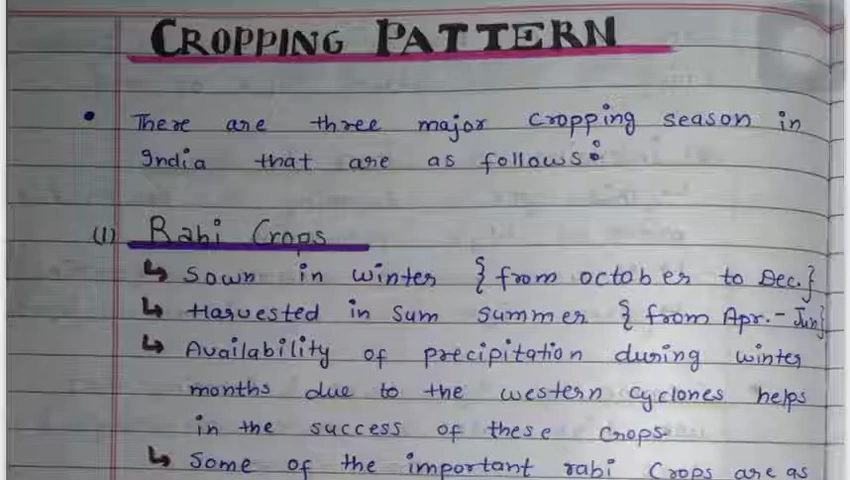 CROPPING PATTERN
• There are three major cropping season in
India that are as follows:
(1) Rabi Crops
↳ Sown in winter {from october to Dec.}
↳ Harvested in Sum summer {from Apr.-Jun}
↳ Availability of precipitation during winter
months due to the western cyclones helps
in the success of these crops.
↳ Some of the important rabi crops are as